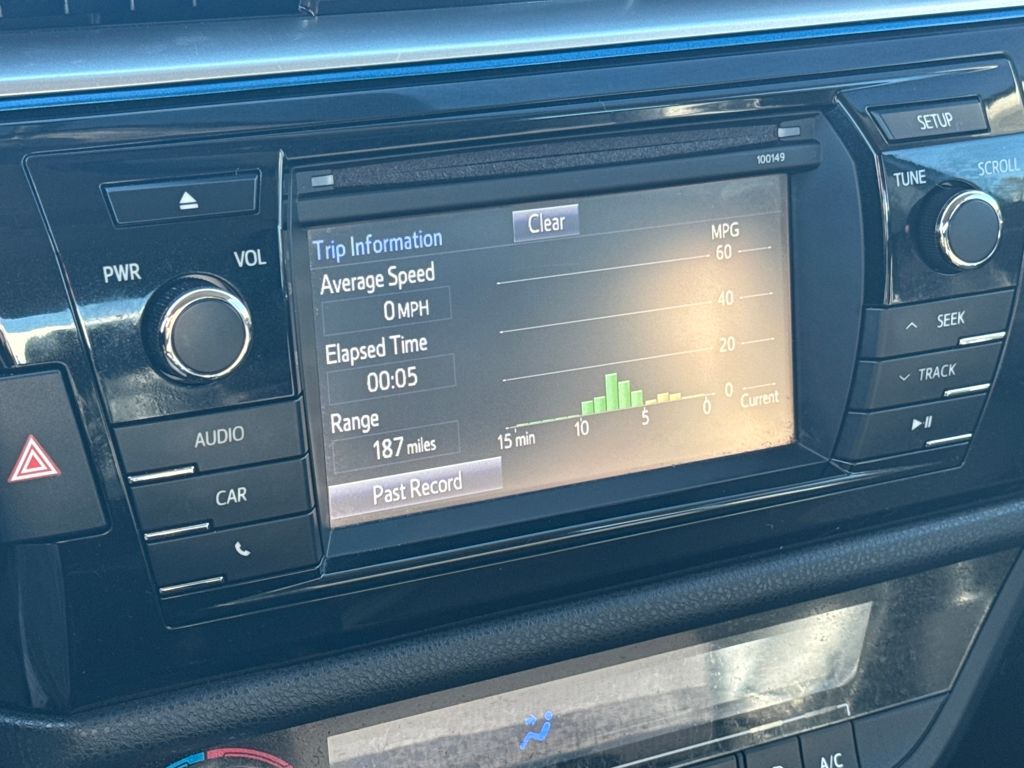 SETUP
100149
TUNE
SCROLL
PWR
VOL
Trip Information
Clear
MPG
Average Speed
60
0 MPH
40
SEEK
Elapsed Time
20
TRACK
00:05
0
Current
Range
15 min
10
5
0
187 miles
AUDIO
Past Record
CAR
A/C